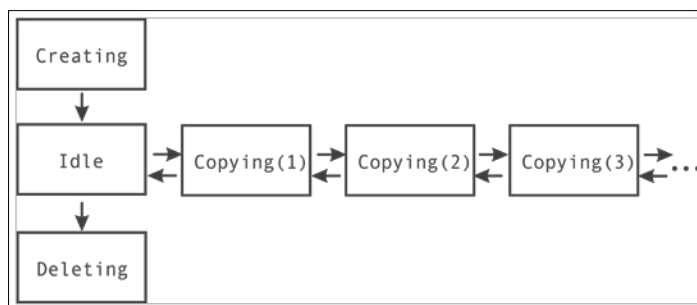 Creating
Idle
Copying(1)
Copying(2)
Copying(3)
...
Deleting